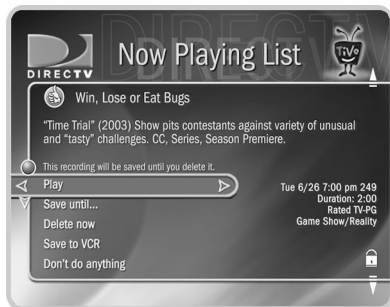 DIRECTV
Now Playing List
TiVo
Win, Lose or Eat Bugs
“Time Trial” (2003) Show pits contestants against variety of unusual
and “tasty” challenges. CC, Series, Season Premiere.
This recording will be saved until you delete it.
Play
Save until...
Delete now
Save to VCR
Don't do anything
Tue 6/26 7:00 pm 249
Duration: 2:00
Rated TV-PG
Game Show/Reality